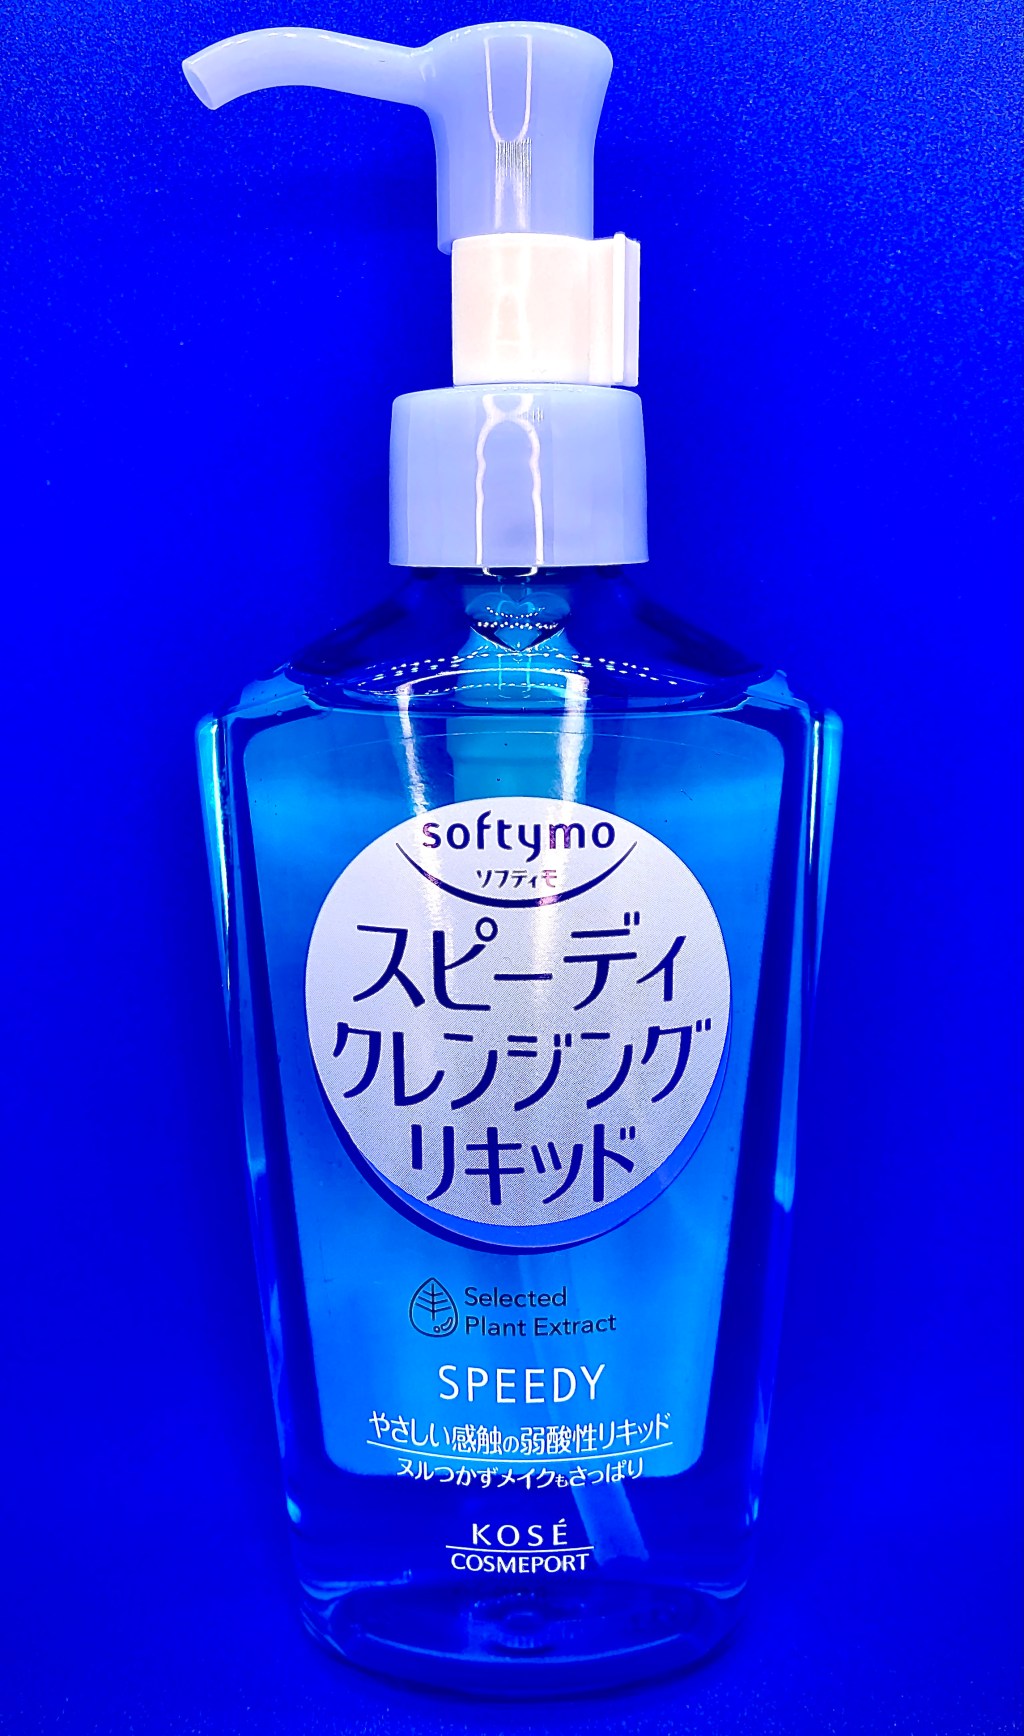 softymo
ソフティモ
スピーディ
クレンジング
リキッド
Selected
Plant Extract
SPEEDY
やさしい感触の弱酸性リキッド
ヌルつかずメイクもさっぱり
KOSÉ
COSMEPORT